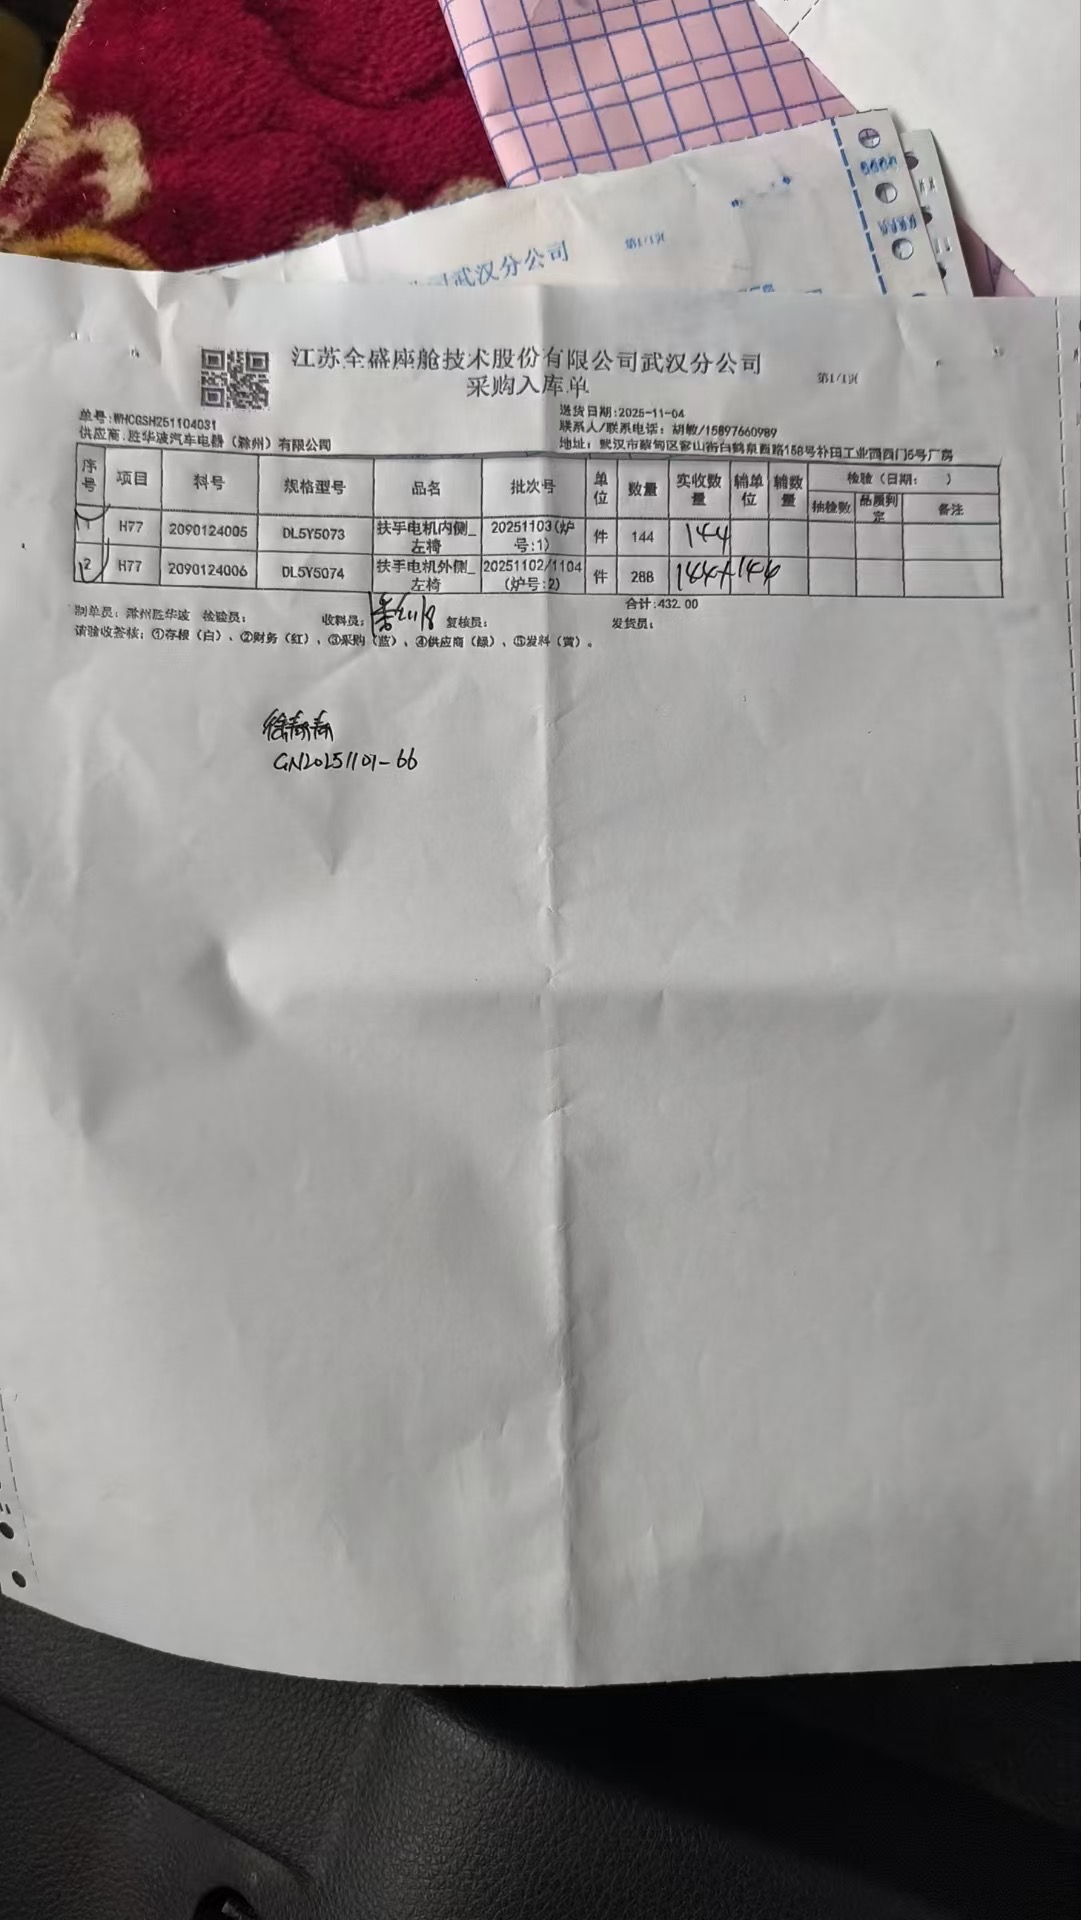 司武汉分公司
第1/1页
江苏全盛座舱技术股份有限公司武汉分公司
采购入库单
第1/1页
单号:WHCGSH251104031
送货日期:2025-11-04
供应商:胜华波汽车电器（滁州）有限公司
联系人/联系电话：胡敏/15897660989
地址：武汉市蔡甸区 山街白鹤泉西路158号 田工业园西门5号厂房
序号 项目 料号 规格型号 品名 批次号 单位 数量 实收数量 辅单位 辅数量 检验（日期： ） 抽检数 品质判定 备注
1 H77 2090124005 DL5Y5073 扶手电机内侧_左椅 20251103(炉号:1) 件 144 144
2 H77 2090124006 DL5Y5074 扶手电机外侧_左椅 20251102/1104(炉号:2) 件 288 144+144
合计:432.00
制单员：滁州胜华波 检验员： 收料员： 复核员： 发货员：
请验收签核：①存根（白）、②财务（红）、③采购（蓝）、④供应商（绿）、⑤发料（黄）。
GN20251101-66